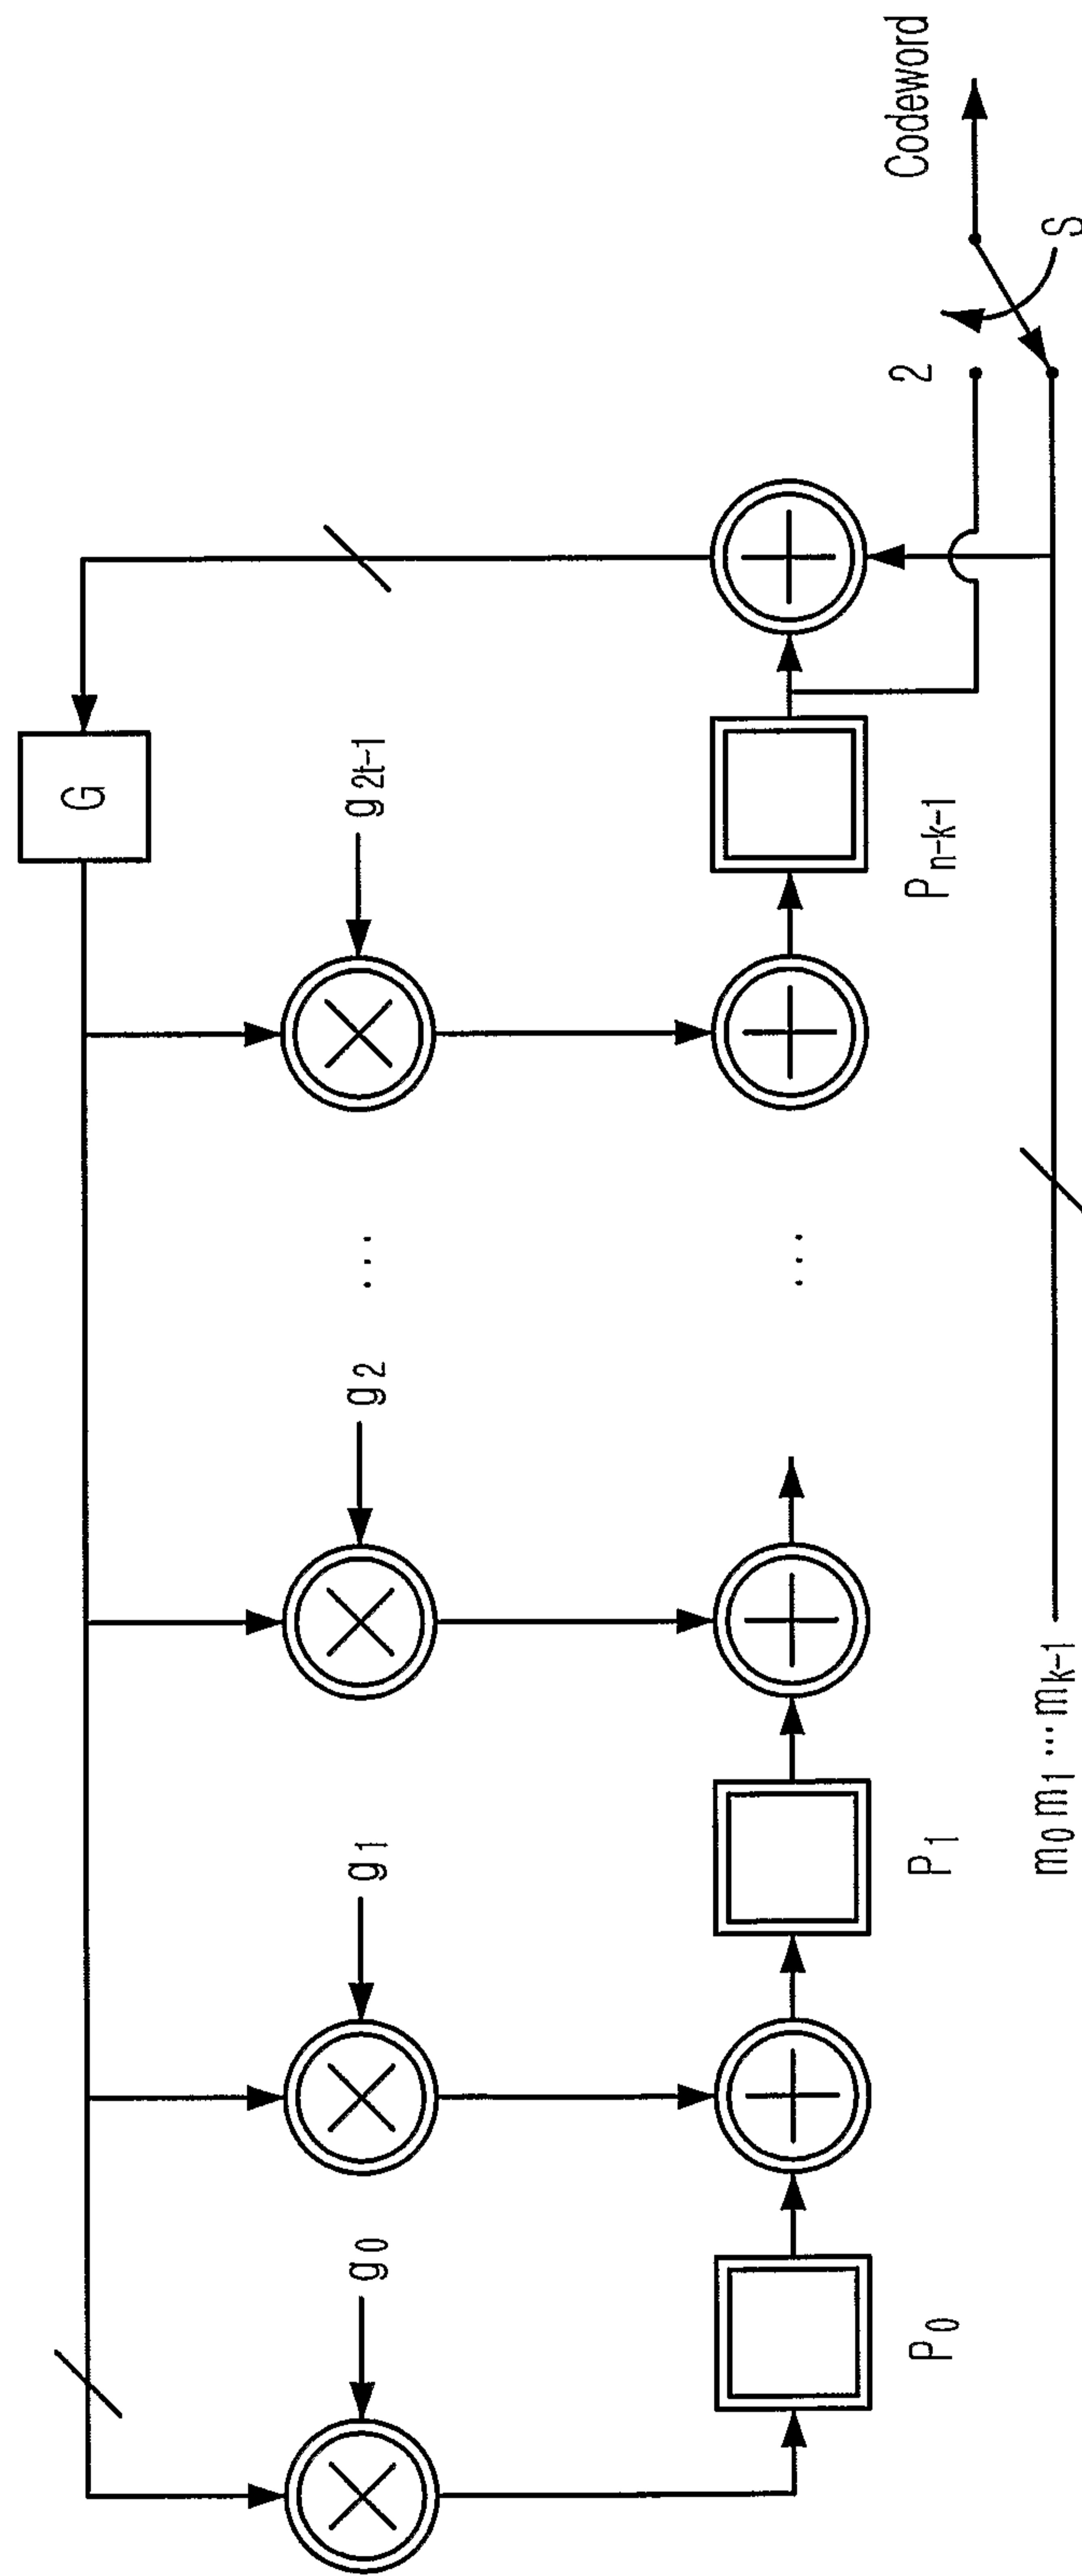 G
g₀
g₁
g₂
...
g₂ₜ₋₁
P₀
P₁
...
Pₙ₋ₖ₋₁
2
S
Codeword
m₀ m₁ ... mₖ₋₁